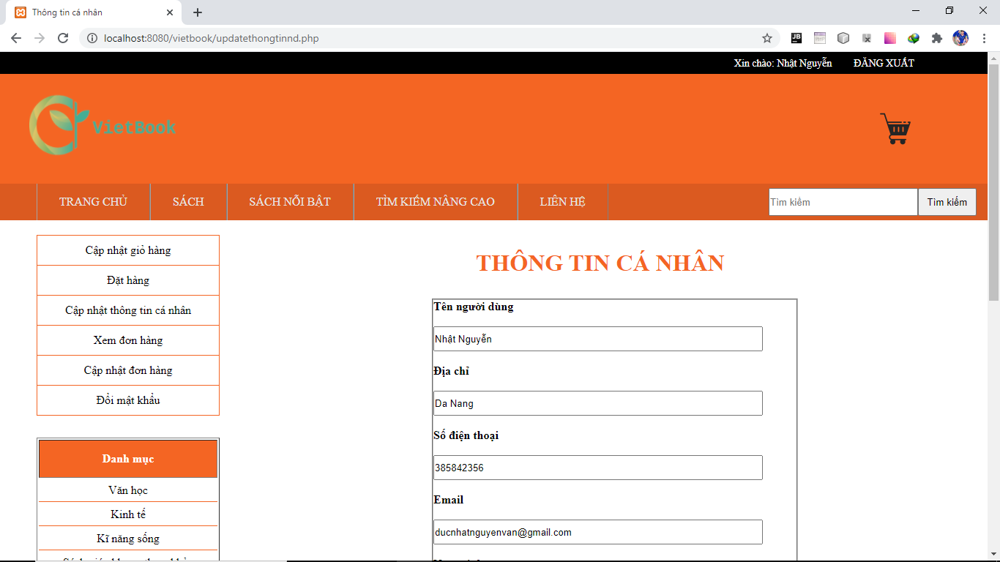 Thông tin cá nhân
localhost:8080/vietbook/updatethongtinnd.php
Xin chào: Nhật Nguyễn ĐĂNG XUẤT
VietBook
TRANG CHỦ SÁCH SÁCH NỖI BẬT TÌM KIẾM NÂNG CAO LIÊN HỆ Tìm kiếm Tìm kiếm
Cập nhật giỏ hàng
Đặt hàng
Cập nhật thông tin cá nhân
Xem đơn hàng
Cập nhật đơn hàng
Đổi mật khẩu
Danh mục
Văn học
Kinh tế
Kĩ năng sống
THÔNG TIN CÁ NHÂN
Tên người dùng
Nhật Nguyễn
Địa chỉ
Da Nang
Số điện thoại
385842356
Email
ducnhatnguyenvan@gmail.com